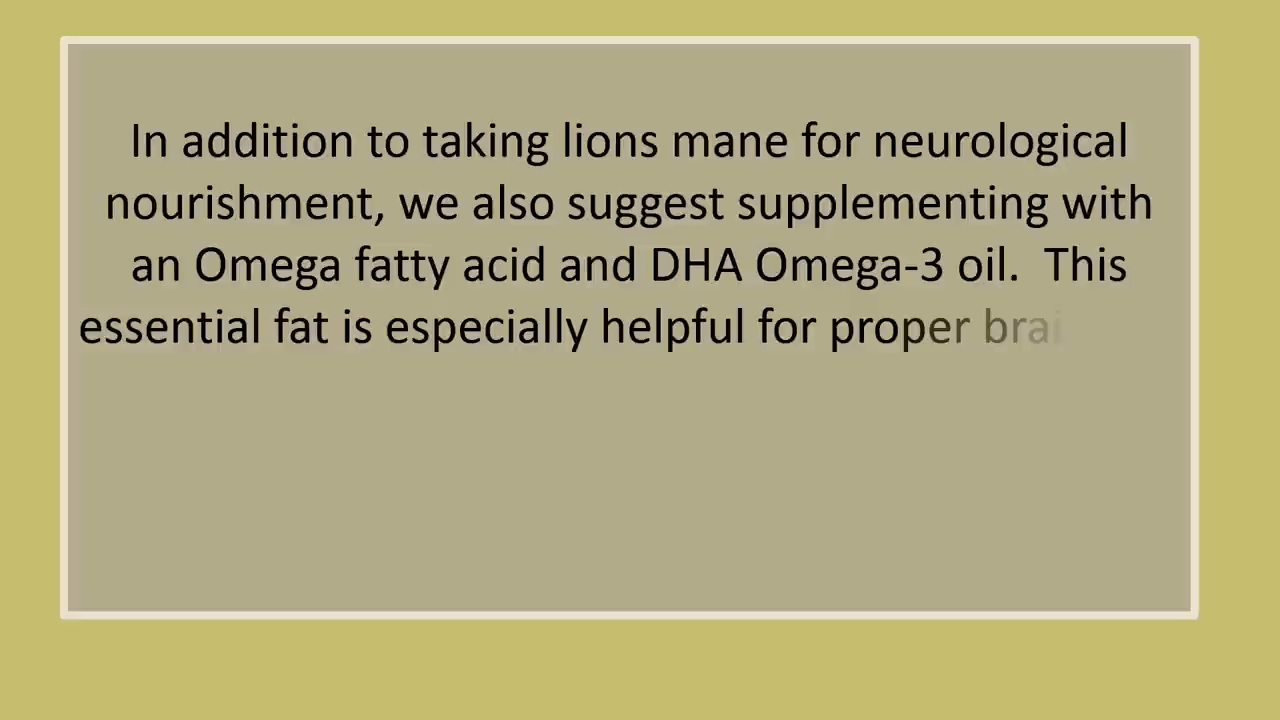 In addition to taking lions mane for neurological
nourishment, we also suggest supplementing with
an Omega fatty acid and DHA Omega-3 oil.  This
essential fat is especially helpful for proper brai